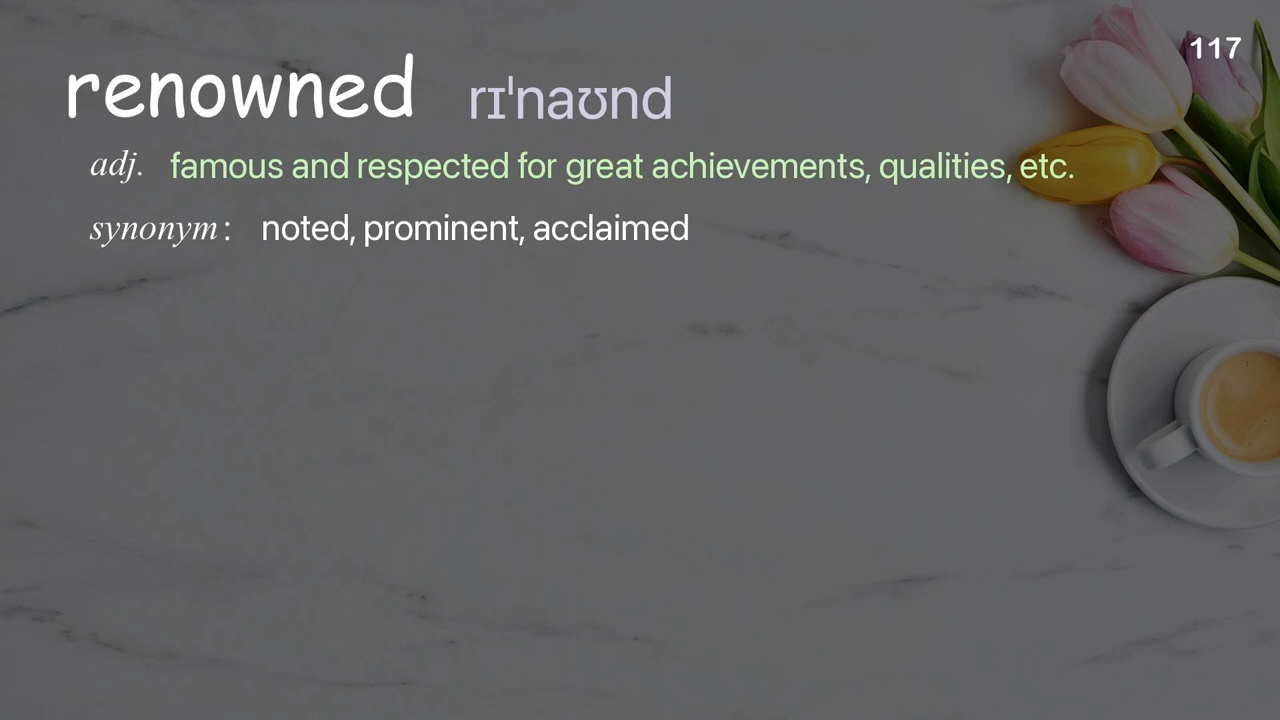 117
renowned rɪˈnaʊnd
adj. famous and respected for great achievements, qualities, etc.
synonym: noted, prominent, acclaimed